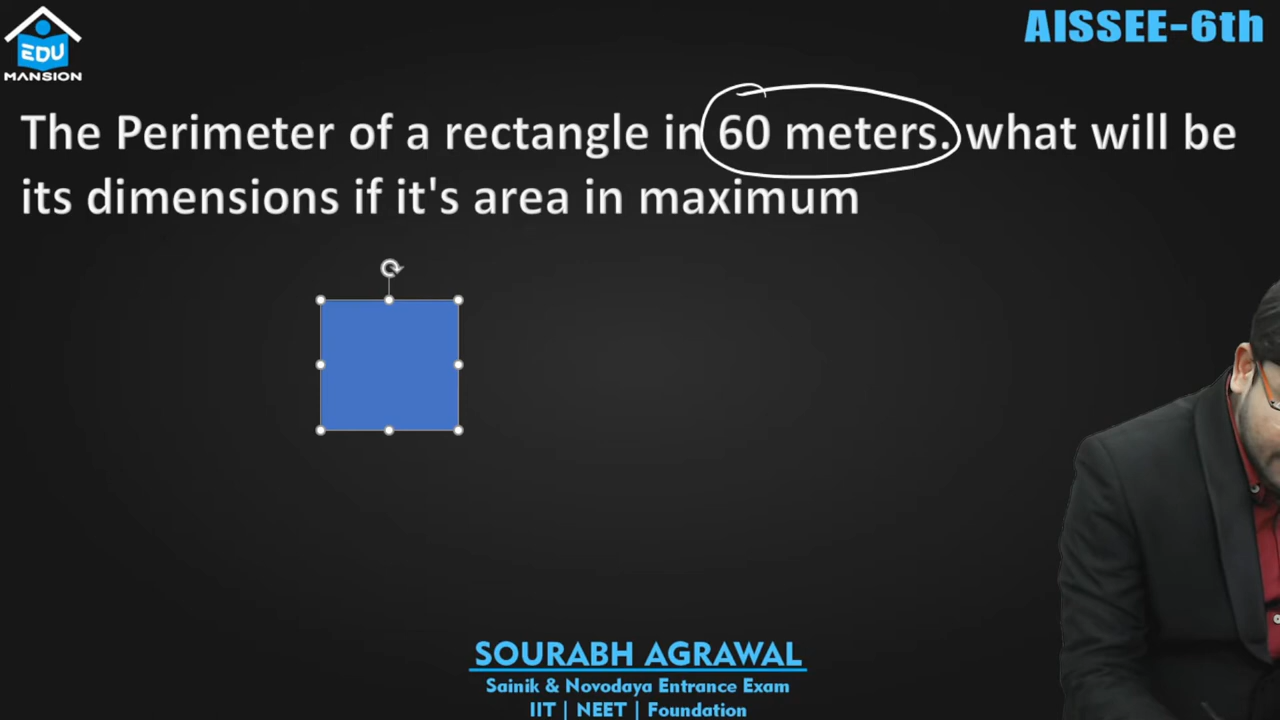 EDU
MANSION
AISSEE-6th
The Perimeter of a rectangle in 60 meters. what will be
its dimensions if it's area in maximum
SOURABH AGRAWAL
Sainik & Novodaya Entrance Exam
IIT | NEET | Foundation